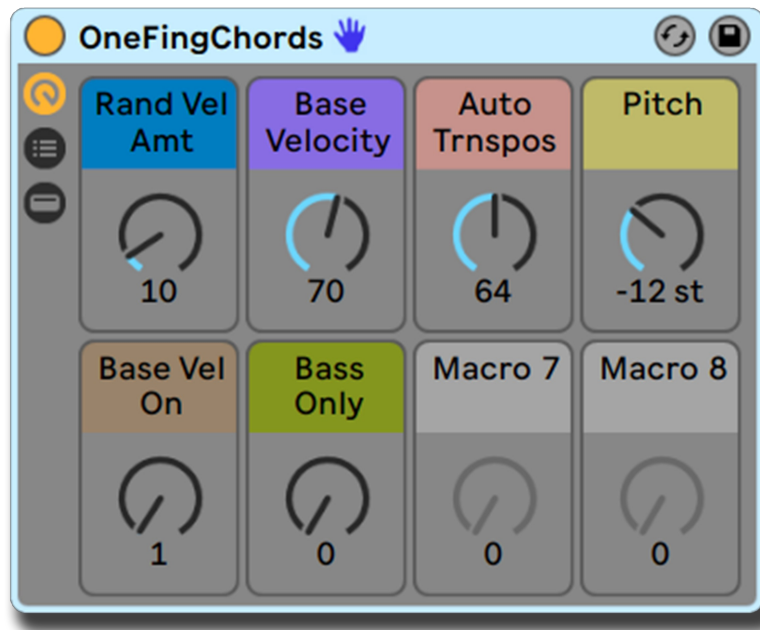 OneFingChords
Rand Vel
Amt
Base
Velocity
Auto
Trnspos
Pitch
10
70
64
-12 st
Base Vel
On
Bass
Only
Macro 7
Macro 8
1
0
0
0